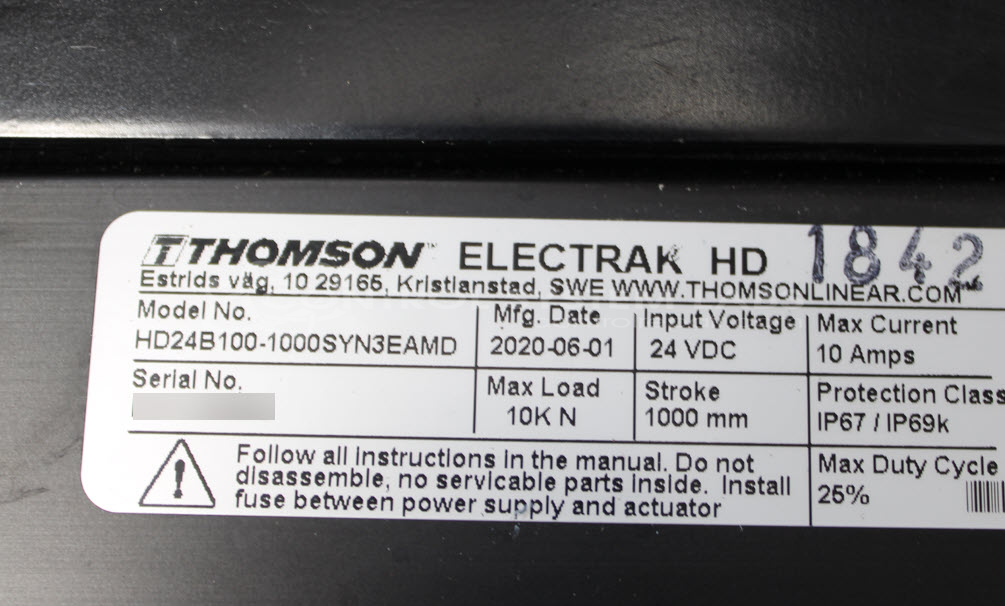 THOMSON™ ELECTRAK HD 1842
Estrids väg, 10 29165, Kristianstad, SWE WWW.THOMSONLINEAR.COM
Model No. Mfg. Date Input Voltage Max Current
HD24B100-1000SYN3EAMD 2020-06-01 24 VDC 10 Amps
Serial No. Max Load Stroke Protection Class
10K N 1000 mm IP67 / IP69k
Follow all instructions in the manual. Do not
disassemble, no servicable parts inside. Install
fuse between power supply and actuator
Max Duty Cycle
25%